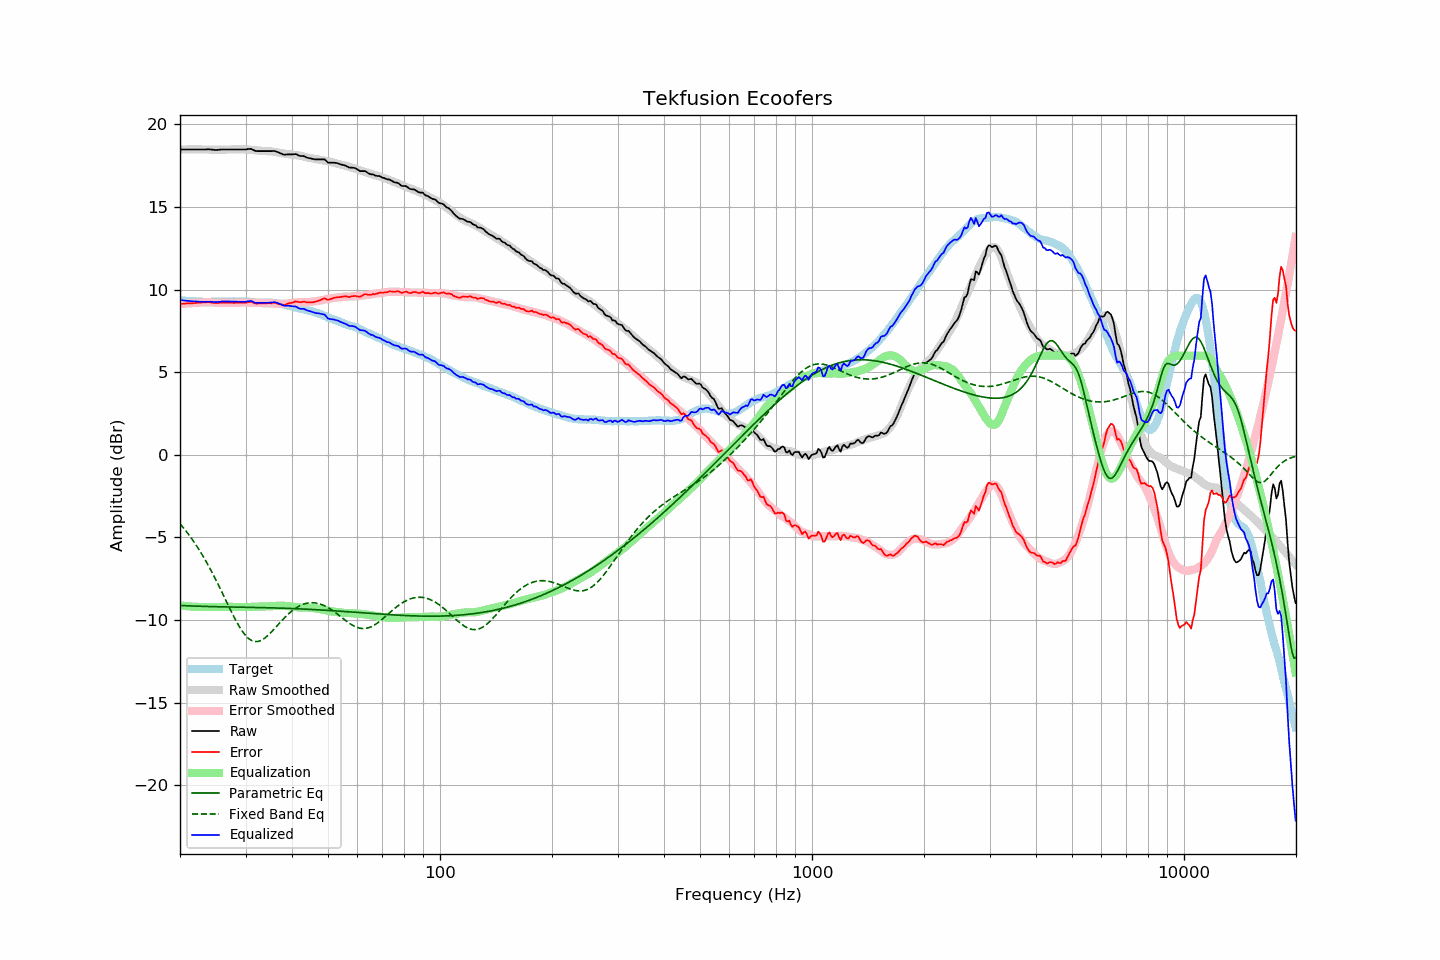 Tekfusion Ecoofers
20
15
10
5
0
−5
−10
−15
−20
Amplitude (dBr)
Target
Raw Smoothed
Error Smoothed
Raw
Error
Equalization
Parametric Eq
Fixed Band Eq
Equalized
100
1000
10000
Frequency (Hz)